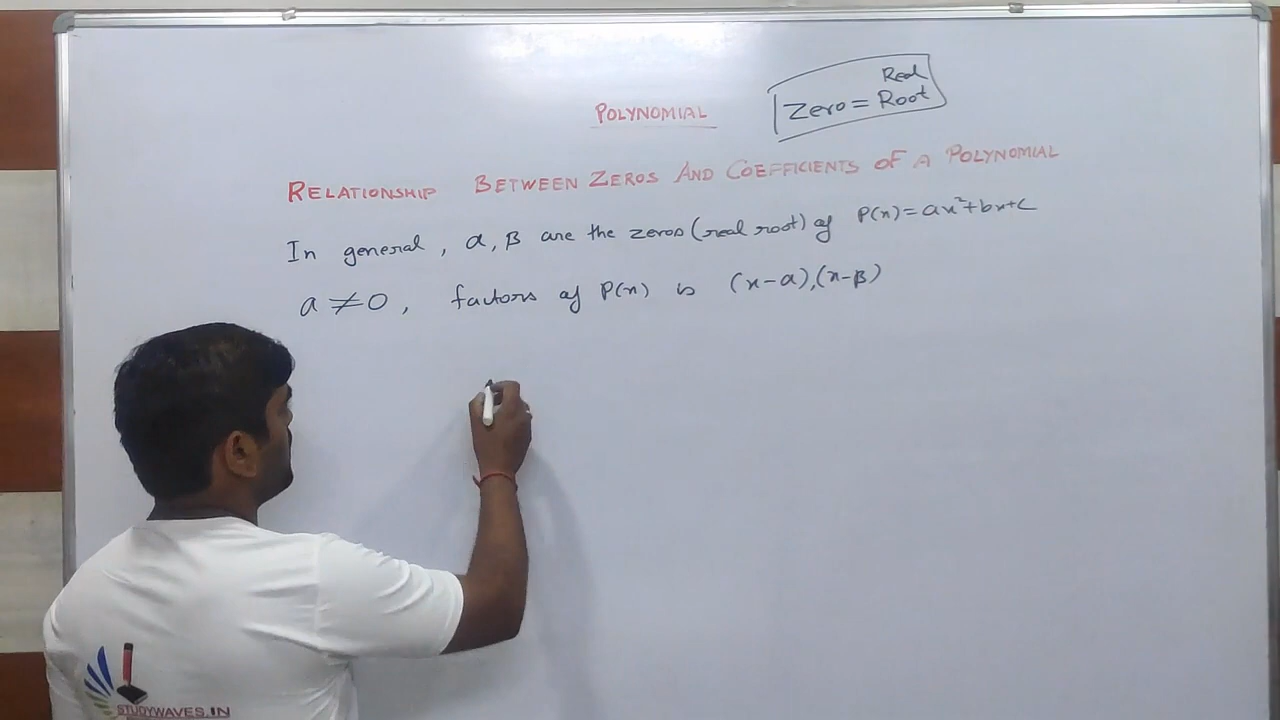 Real
Zero = Root
POLYNOMIAL
RELATIONSHIP BETWEEN ZEROS AND COEFFICIENTS OF A POLYNOMIAL
In general, α, β are the zeros (real root) of P(x)=ax²+bx+c
a ≠ 0, factors of P(x) is (x-α),(x-β)
STUDYWAVES.IN